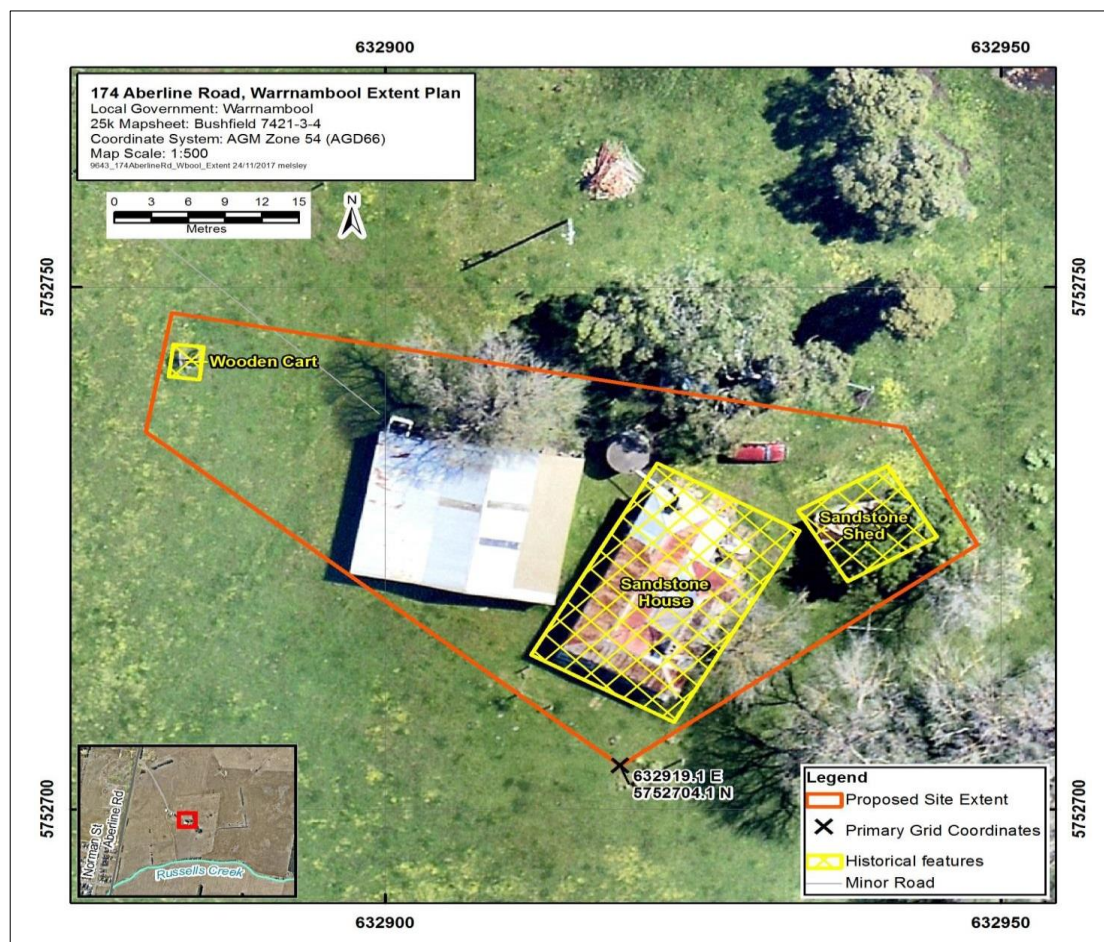 632900
632950
174 Aberline Road, Warrnambool Extent Plan
Local Government: Warrnambool
25k Mapsheet: Bushfield 7421-3-4
Coordinate System: AGM Zone 54 (AGD66)
Map Scale: 1:500
9643_174AberlineRd_Wbool_Extent 24/11/2017 melsley
0 3 6 9 12 15
Metres
N
5752750
5752750
Wooden Cart
Sandstone
Shed
Sandstone
House
632919.1 E
5752704.1 N
5752700
5752700
Norman St
Aberline Rd
Russells Creek
Legend
Proposed Site Extent
Primary Grid Coordinates
Historical features
Minor Road
632900
632950